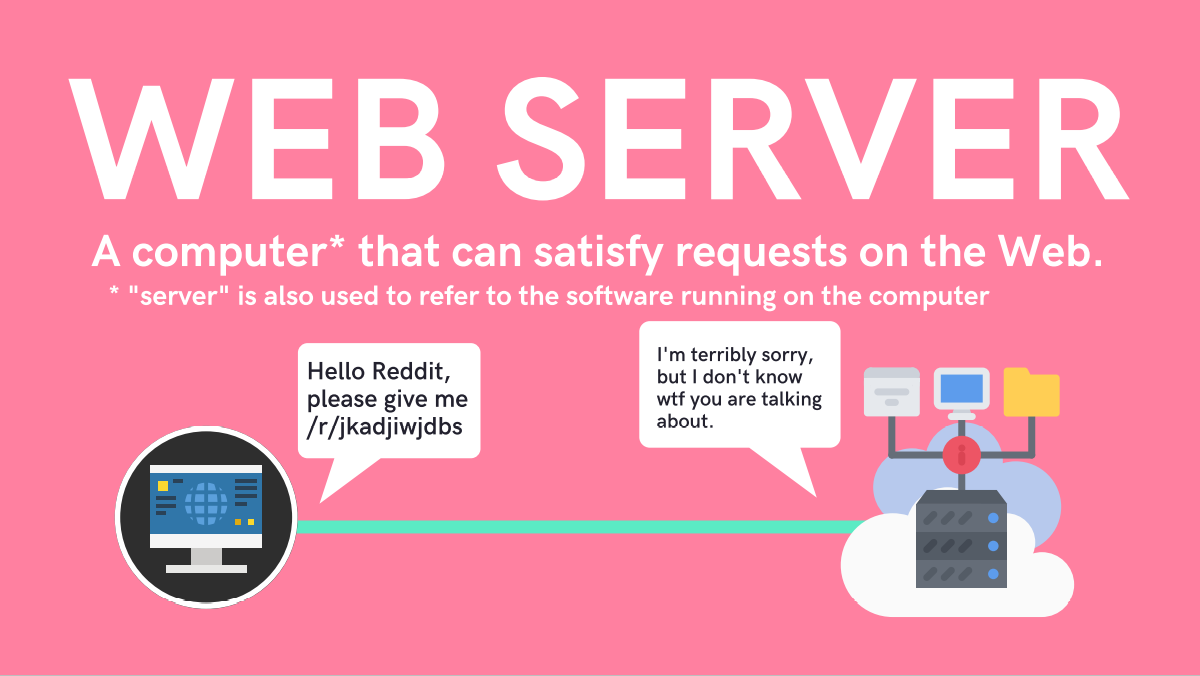 WEB SERVER
A computer* that can satisfy requests on the Web.
* "server" is also used to refer to the software running on the computer
Hello Reddit,
please give me
/r/jkadjiwjdbs
I'm terribly sorry,
but I don't know
wtf you are talking
about.